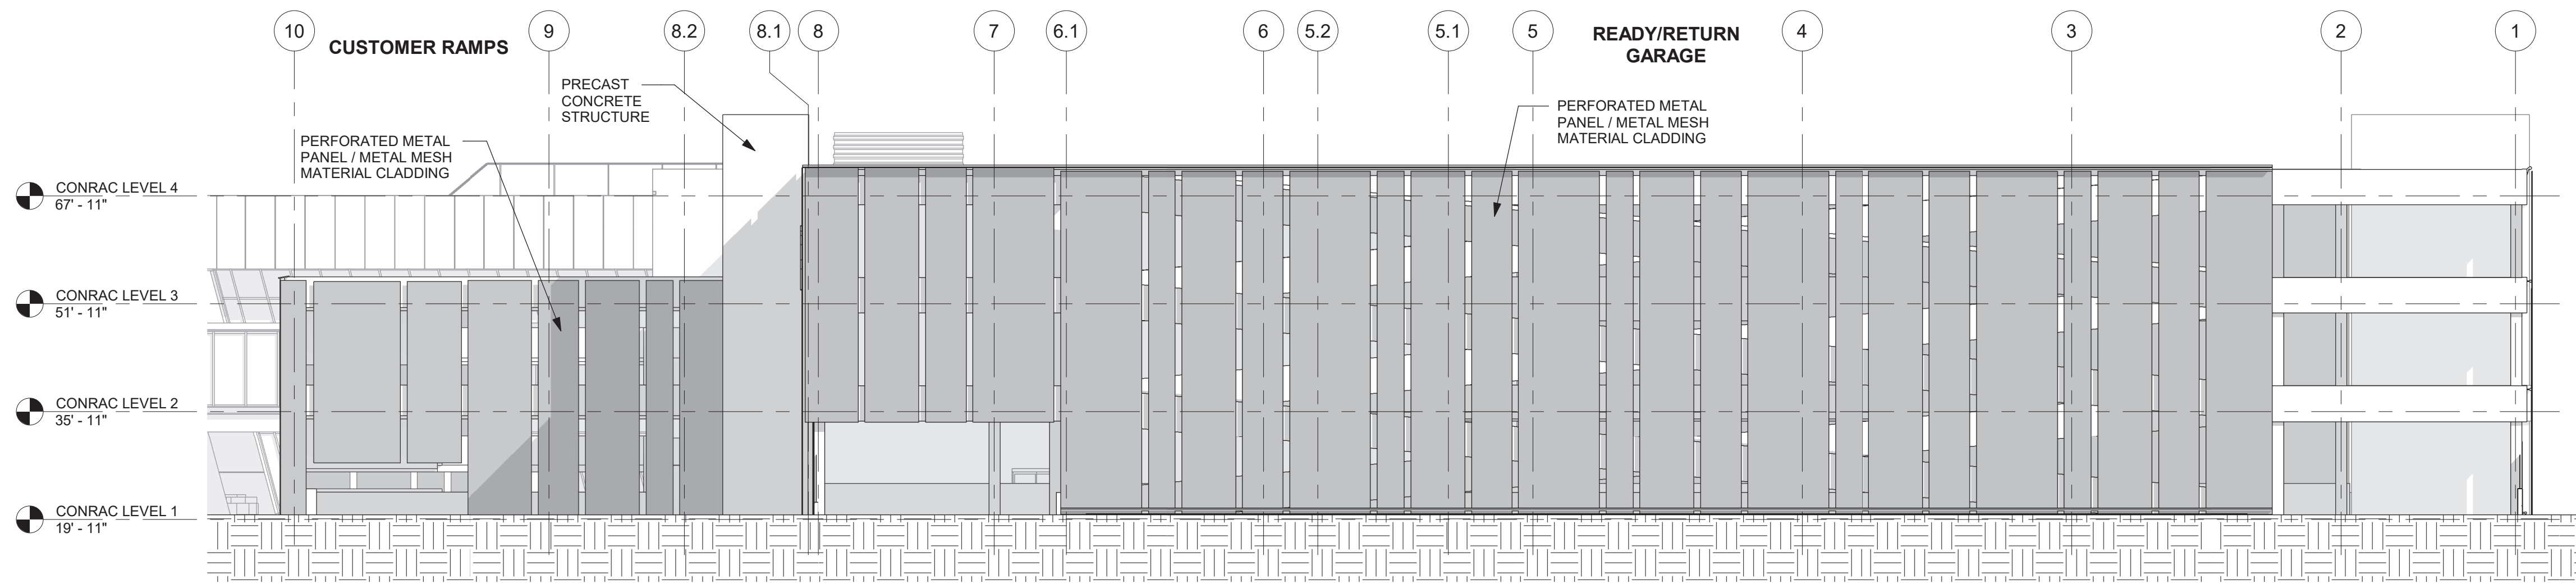 10
CUSTOMER RAMPS
9
8.2
8.1
8
7
6.1
6
5.2
5.1
5
READY/RETURN
GARAGE
4
3
2
1
PRECAST
CONCRETE
STRUCTURE
PERFORATED METAL
PANEL / METAL MESH
MATERIAL CLADDING
PERFORATED METAL
PANEL / METAL MESH
MATERIAL CLADDING
CONRAC LEVEL 4
67' - 11"
CONRAC LEVEL 3
51' - 11"
CONRAC LEVEL 2
35' - 11"
CONRAC LEVEL 1
19' - 11"